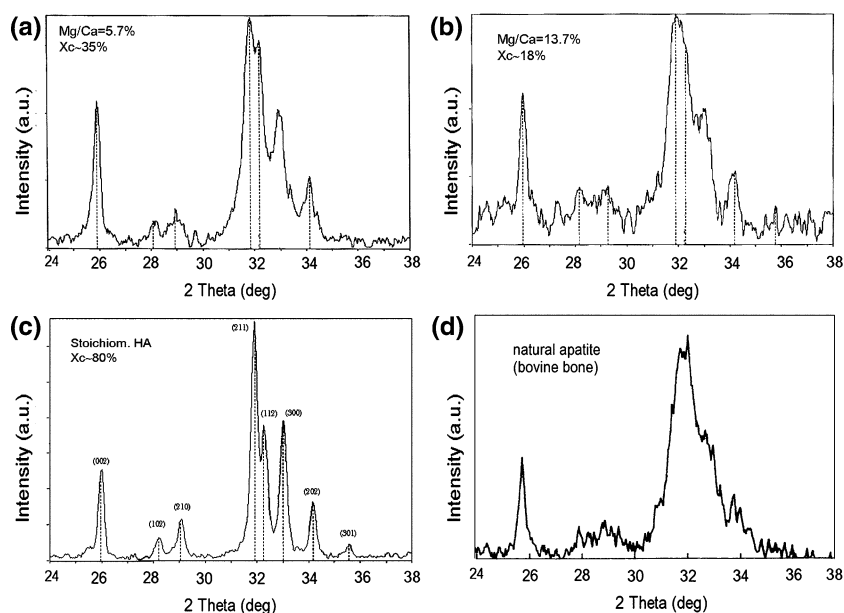 (a)
Mg/Ca=5.7%
Xc~35%
Intensity (a.u.)
24 26 28 30 32 34 36 38
2 Theta (deg)
(b)
Mg/Ca=13.7%
Xc~18%
Intensity (a.u.)
24 26 28 30 32 34 36 38
2 Theta (deg)
(c)
Stoichiom. HA
Xc~80%
(211)
(112) (300)
(002)
(102)
(210)
(202)
(301)
Intensity (a.u.)
24 26 28 30 32 34 36 38
2 Theta (deg)
(d)
natural apatite
(bovine bone)
Intensity (a.u.)
24 26 28 30 32 34 36 38
2 Theta (deg)